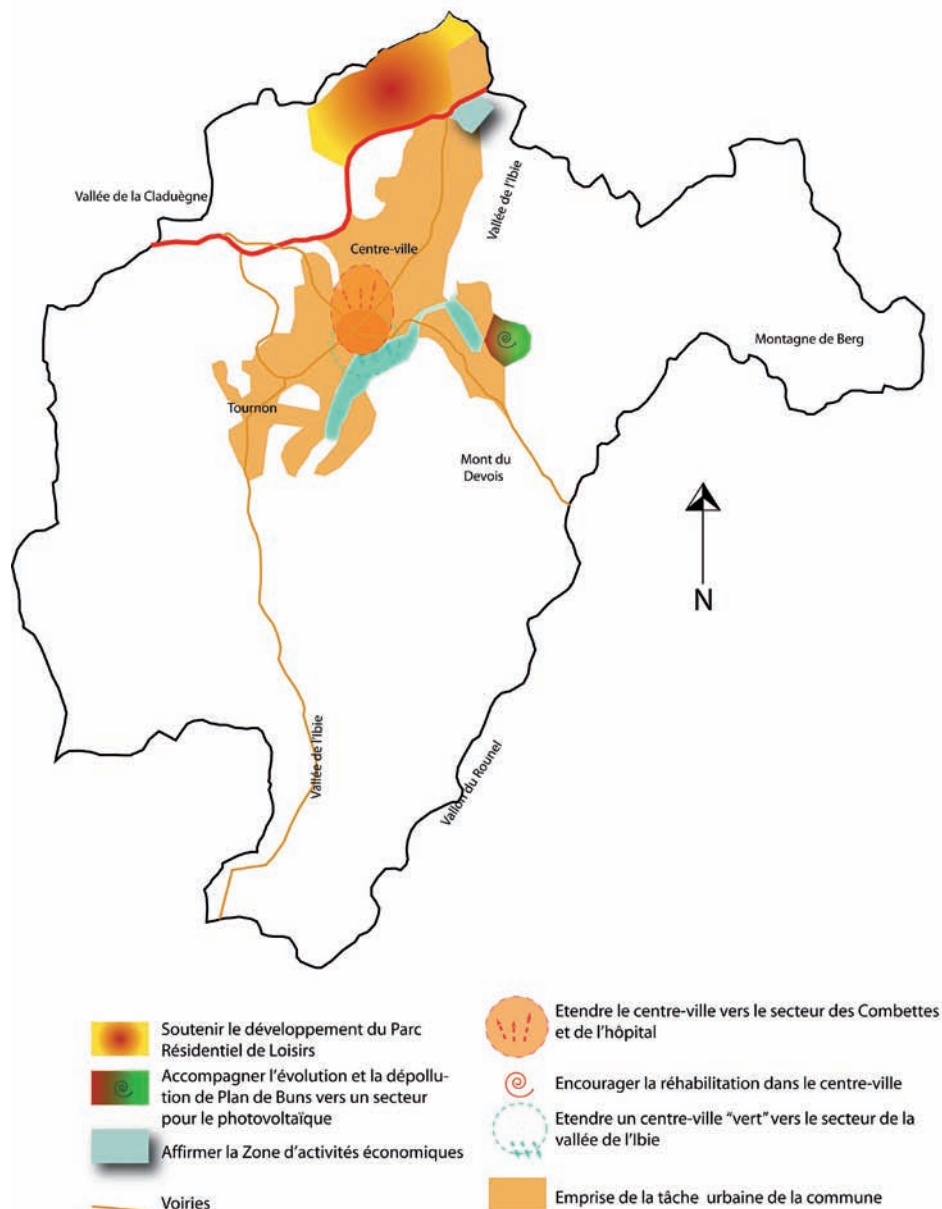 Vallée de la Claduègne
Vallée de l'Ibie
Centre-ville
Montagne de Berg
Tournon
Mont du
Devois
N
Vallée de l'Ibie
Vallon du Rounel
Soutenir le développement du Parc
Résidentiel de Loisirs
Accompagner l'évolution et la dépollu-
tion de Plan de Buns vers un secteur
pour le photovoltaïque
Affirmer la Zone d'activités économiques
Voiries
Etendre le centre-ville vers le secteur des Combettes
et de l'hôpital
Encourager la réhabilitation dans le centre-ville
Etendre un centre-ville "vert" vers le secteur de la
vallée de l'Ibie
Emprise de la tâche urbaine de la commune